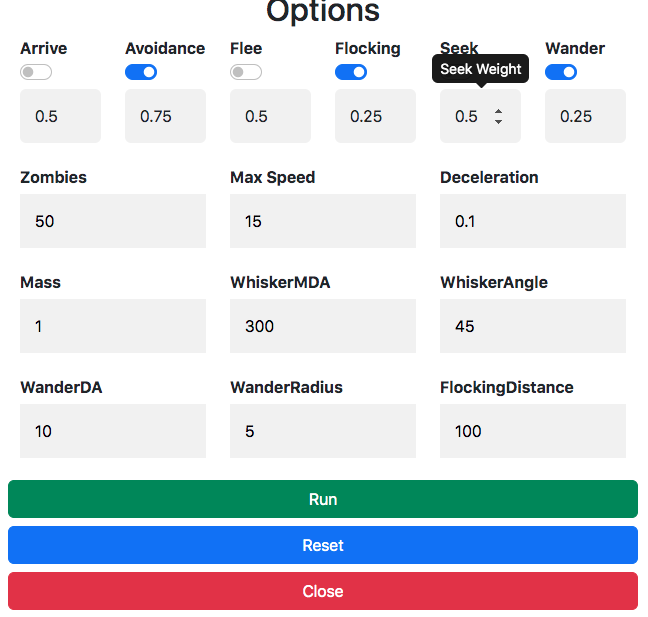 Options
Arrive Avoidance Flee Flocking Seek Wander
Seek Weight
0.5 0.75 0.5 0.25 0.5 0.25
Zombies Max Speed Deceleration
50 15 0.1
Mass WhiskerMDA WhiskerAngle
1 300 45
WanderDA WanderRadius FlockingDistance
10 5 100
Run
Reset
Close